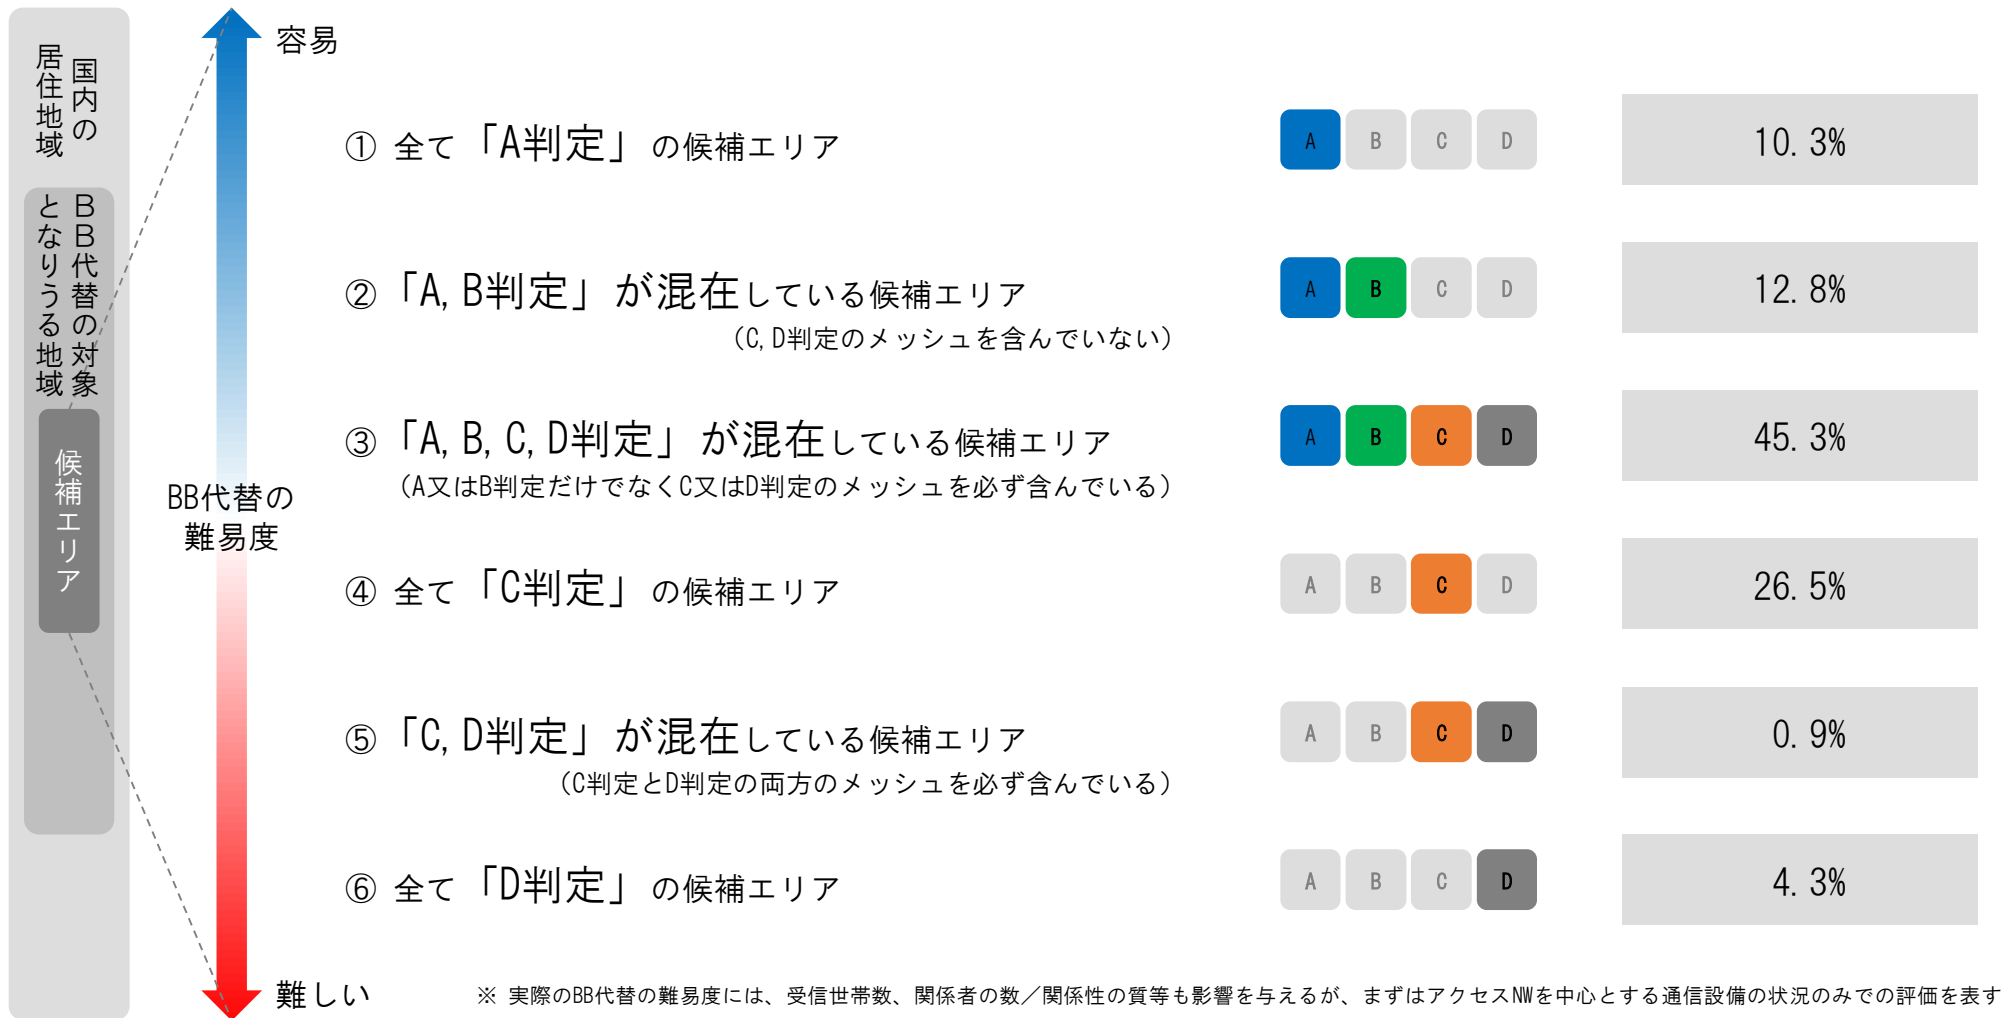 国内の
居住地域
BB代替の対象
となりうる地域
候補エリア
容易
BB代替の
難易度
難しい
① 全て「A判定」の候補エリア
A B C D
10.3%
②「A,B判定」が混在している候補エリア
（C,D判定のメッシュを含んでいない）
A B C D
12.8%
③「A,B,C,D判定」が混在している候補エリア
（A又はB判定だけでなくC又はD判定のメッシュを必ず含んでいる）
A B C D
45.3%
④ 全て「C判定」の候補エリア
A B C D
26.5%
⑤「C,D判定」が混在している候補エリア
（C判定とD判定の両方のメッシュを必ず含んでいる）
A B C D
0.9%
⑥ 全て「D判定」の候補エリア
A B C D
4.3%
※ 実際のBB代替の難易度には、受信世帯数、関係者の数／関係性の質等も影響を与えるが、まずはアクセスNWを中心とする通信設備の状況のみでの評価を表す